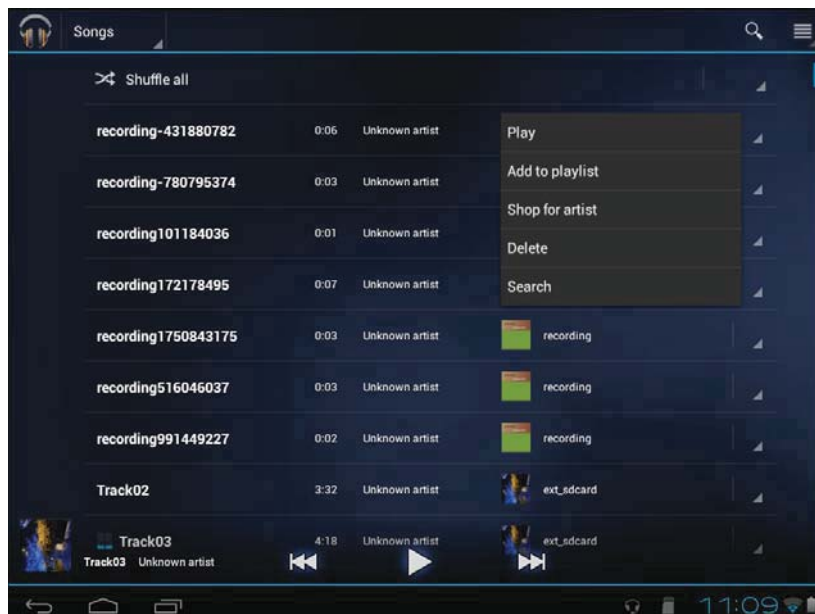 Songs
Shuffle all
recording-431880782 0:06 Unknown artist
Play
recording-780795374 0:03 Unknown artist
Add to playlist
Shop for artist
recording101184036 0:01 Unknown artist
Delete
recording172178495 0:07 Unknown artist
Search
recording1750843175 0:03 Unknown artist recording
recording516046037 0:03 Unknown artist recording
recording991449227 0:02 Unknown artist recording
Track02 3:32 Unknown artist ext_sdcard
Track03 4:18 Unknown artist ext_sdcard
Track03 Unknown artist
11:09